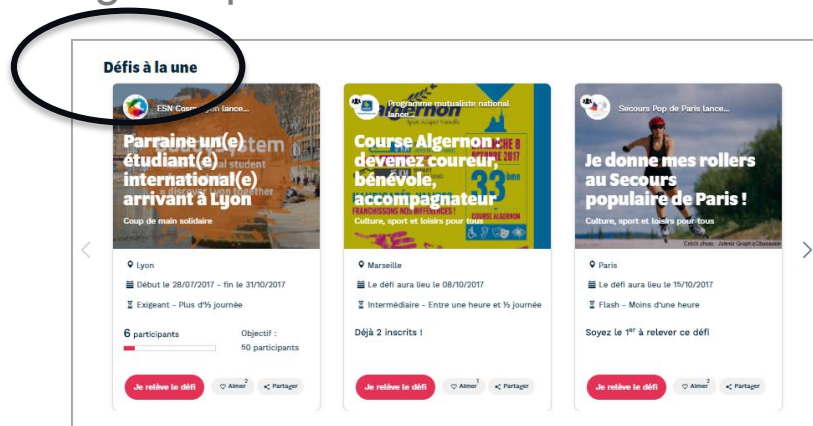 Défis à la une
ESN Cosmo Lyon lance...
Parraine un(e)
étudiant(e)
international(e)
arrivant à Lyon
Coup de main solidaire
Lyon
Début le 28/07/2017 - fin le 31/10/2017
Exigeant - Plus d'½ journée
6 participants
Objectif :
50 participants
Je relève le défi
Aimer 2
Partager
Programme mutualiste national
lance...
Course Algernon :
devenez coureur,
bénévole,
accompagnateur
Culture, sport et loisirs pour tous
Marseille
Le défi aura lieu le 08/10/2017
Intermédiaire - Entre une heure et ½ journée
Déjà 2 inscrits !
Je relève le défi
Aimer 1
Partager
Secours Pop de Paris lance...
Je donne mes rollers
au Secours
populaire de Paris !
Culture, sport et loisirs pour tous
Paris
Le défi aura lieu le 15/10/2017
Flash - Moins d'une heure
Soyez le 1er à relever ce défi
Je relève le défi
Aimer 2
Partager